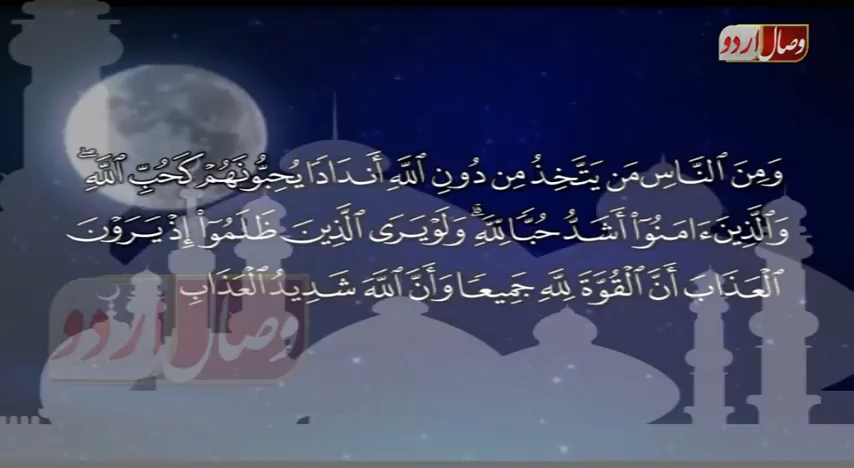 وصال اردو
وَمِنَ ٱلنَّاسِ مَن يَتَّخِذُ مِن دُونِ ٱللَّهِ أَندَادٗا يُحِبُّونَهُمۡ كَحُبِّ ٱللَّهِۖ
وَٱلَّذِينَ ءَامَنُوٓاْ أَشَدُّ حُبّٗا لِّلَّهِۗ وَلَوۡ يَرَى ٱلَّذِينَ ظَلَمُوٓاْ إِذۡ يَرَوۡنَ
ٱلۡعَذَابَ أَنَّ ٱلۡقُوَّةَ لِلَّهِ جَمِيعٗا وَأَنَّ ٱللَّهَ شَدِيدُ ٱلۡعَذَابِ
وصال اردو